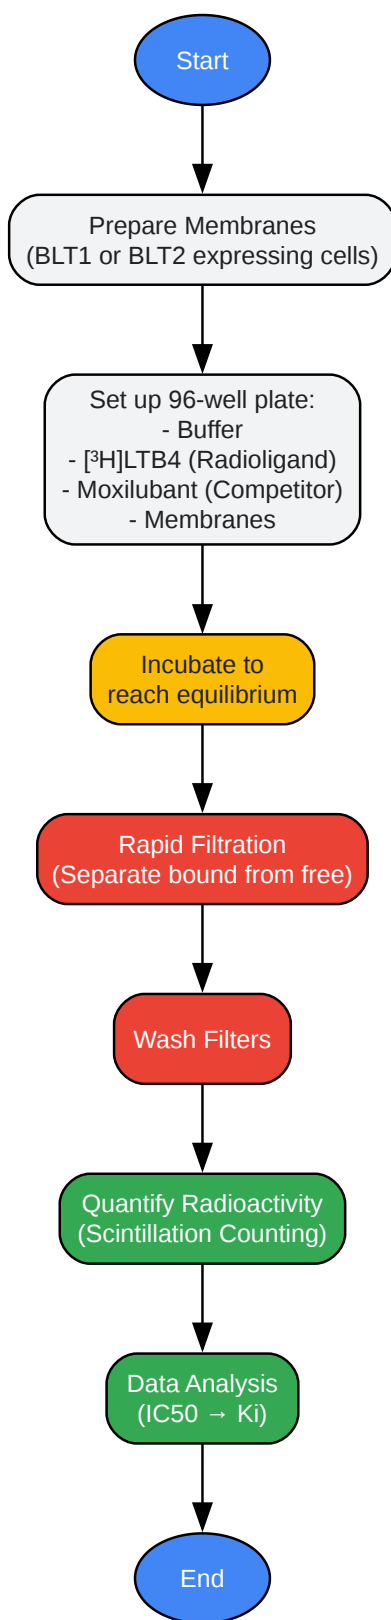 Start
Prepare Membranes
(BLT1 or BLT2 expressing cells)
Set up 96-well plate:
- Buffer
- [³H]LTB4 (Radioligand)
- Moxilubant (Competitor)
- Membranes
Incubate to
reach equilibrium
Rapid Filtration
(Separate bound from free)
Wash Filters
Quantify Radioactivity
(Scintillation Counting)
Data Analysis
(IC50 → Ki)
End